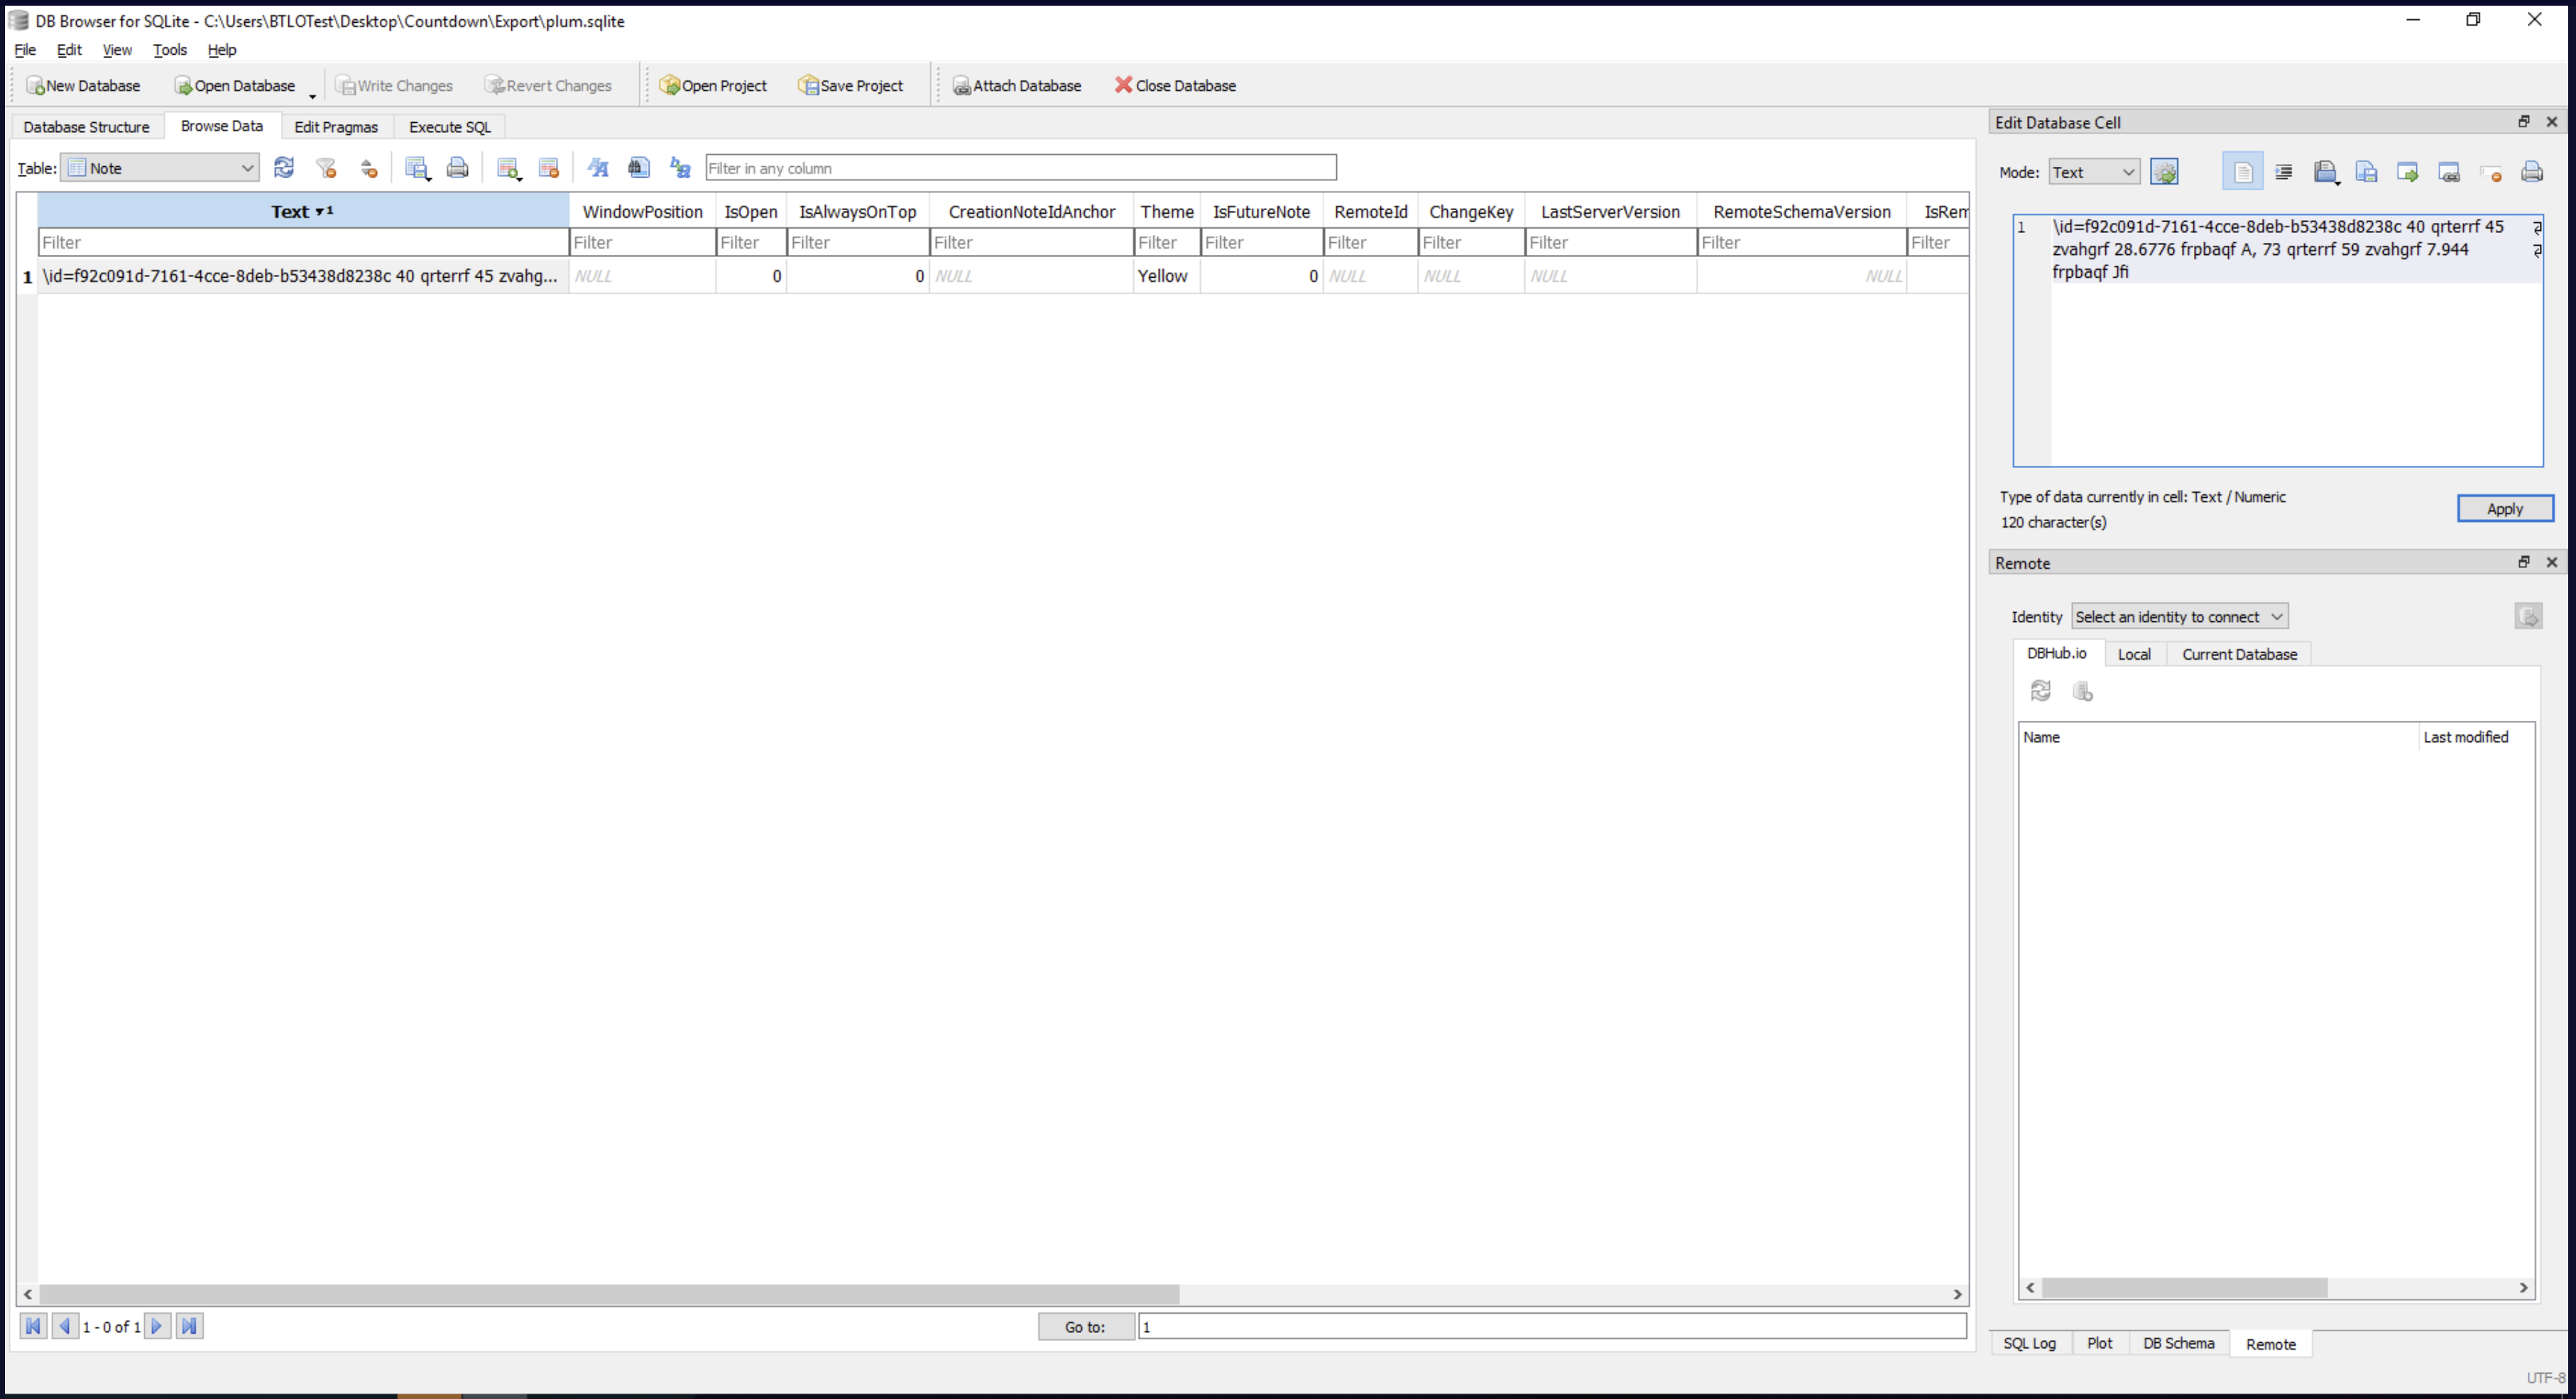 DB Browser for SQLite - C:\Users\BTLOTest\Desktop\Countdown\Export\plum.sqlite
File Edit View Tools Help
New Database Open Database Write Changes Revert Changes Open Project Save Project Attach Database Close Database
Database Structure Browse Data Edit Pragmas Execute SQL
Table: Note Filter in any column
Text 1 WindowPosition IsOpen IsAlwaysOnTop CreationNoteIdAnchor Theme IsFutureNote RemoteId ChangeKey LastServerVersion RemoteSchemaVersion IsRem
Filter Filter Filter Filter Filter Filter Filter Filter Filter Filter Filter Filter
1 \id=f92c091d-7161-4cce-8deb-b53438d8238c 40 qrterrf 45 zvahg... NULL 0 0 NULL Yellow 0 NULL NULL NULL NULL
1 - 0 of 1 Go to: 1
Edit Database Cell
Mode: Text
1 \id=f92c091d-7161-4cce-8deb-b53438d8238c 40 qrterrf 45
zvahgrf 28.6776 frpbaqf A, 73 qrterrf 59 zvahgrf 7.944
frpbaqf Jfi
Type of data currently in cell: Text / Numeric
120 character(s)
Apply
Remote
Identity Select an identity to connect
DBHub.io Local Current Database
Name Last modified
SQL Log Plot DB Schema Remote
UTF-8